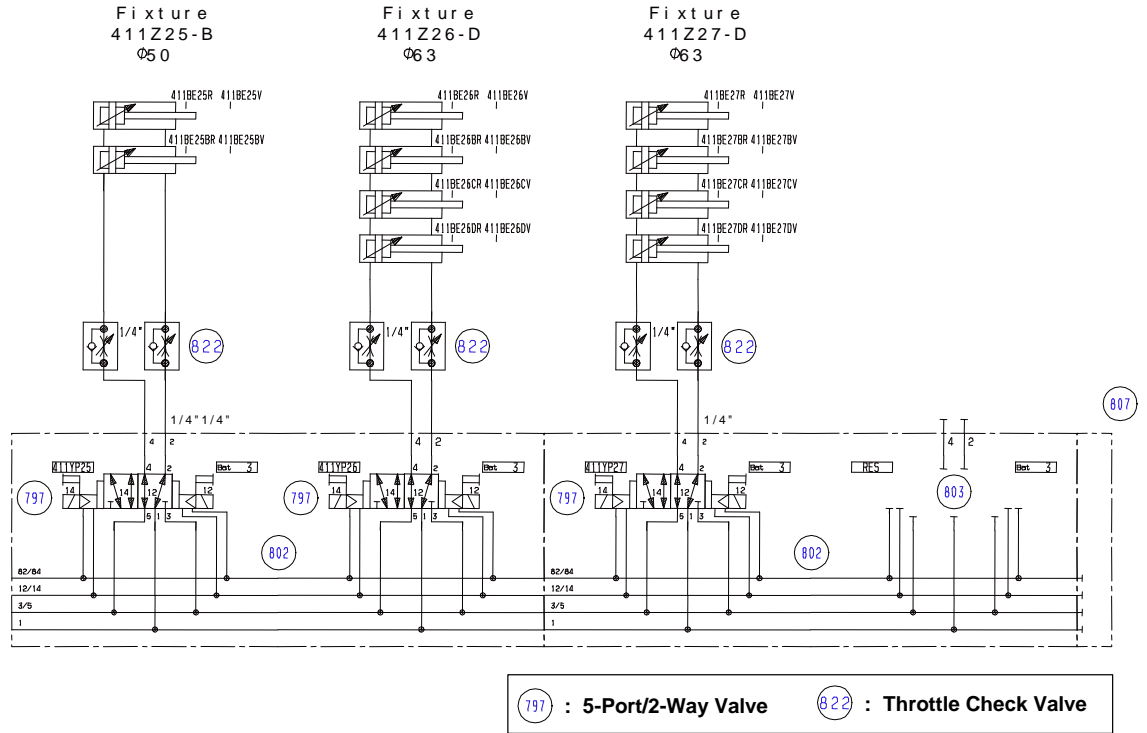 Fixture Fixture Fixture
411Z25-B 411Z26-D 411Z27-D
Φ50 Φ63 Φ63
411BE25R 411BE25V 411BE26R 411BE26V 411BE27R 411BE27V
411BE25BR 411BE25BV 411BE26BR 411BE26BV 411BE27BR 411BE27BV
411BE26CR 411BE26CV 411BE27CR 411BE27CV
411BE26DR 411BE26DV 411BE27DR 411BE27DV
1/4" 822 1/4" 822 1/4" 822
807
1/4" 1/4" 1/4"
4 2 4 2 4 2 4 2
411YP25 4 2 Bet 3 411YP26 4 2 Bet 3 411YP27 4 2 Bet 3 RES Bet 3
797 14 14 12 12 797 14 14 12 12 797 14 14 12 12 803
5 1 3 5 1 3 5 1 3
802 802
82/84 82/84
12/14 12/14
3/5 3/5
1 1
797 : 5-Port/2-Way Valve 822 : Throttle Check Valve